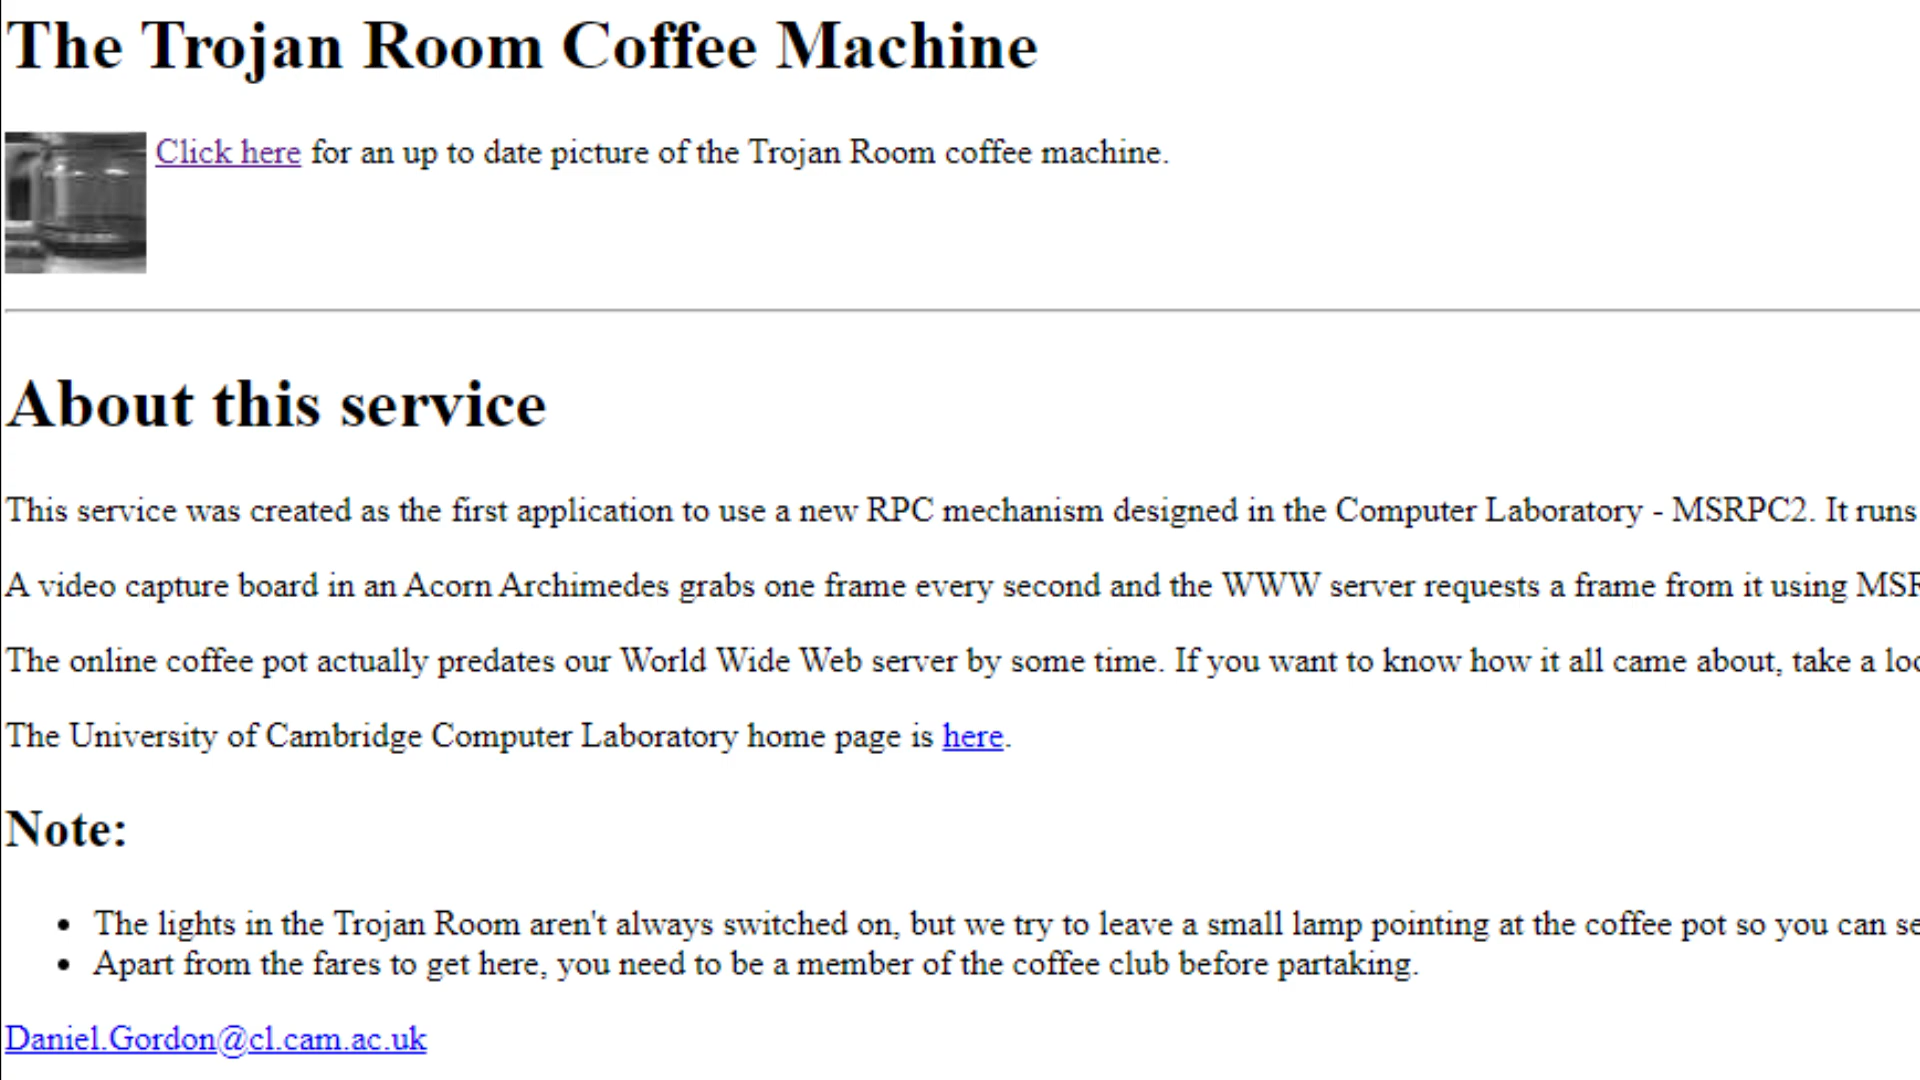 The Trojan Room Coffee Machine
Click here for an up to date picture of the Trojan Room coffee machine.
About this service
This service was created as the first application to use a new RPC mechanism designed in the Computer Laboratory - MSRPC2. It runs
A video capture board in an Acorn Archimedes grabs one frame every second and the WWW server requests a frame from it using
The online coffee pot actually predates our World Wide Web server by some time. If you want to know how it all came about, take a
The University of Cambridge Computer Laboratory home page is here.
Note:
• The lights in the Trojan Room aren't always switched on, but we try to leave a small lamp pointing at the coffee pot so you can
• Apart from the fares to get here, you need to be a member of the coffee club before partaking.
Daniel.Gordon@cl.cam.ac.uk